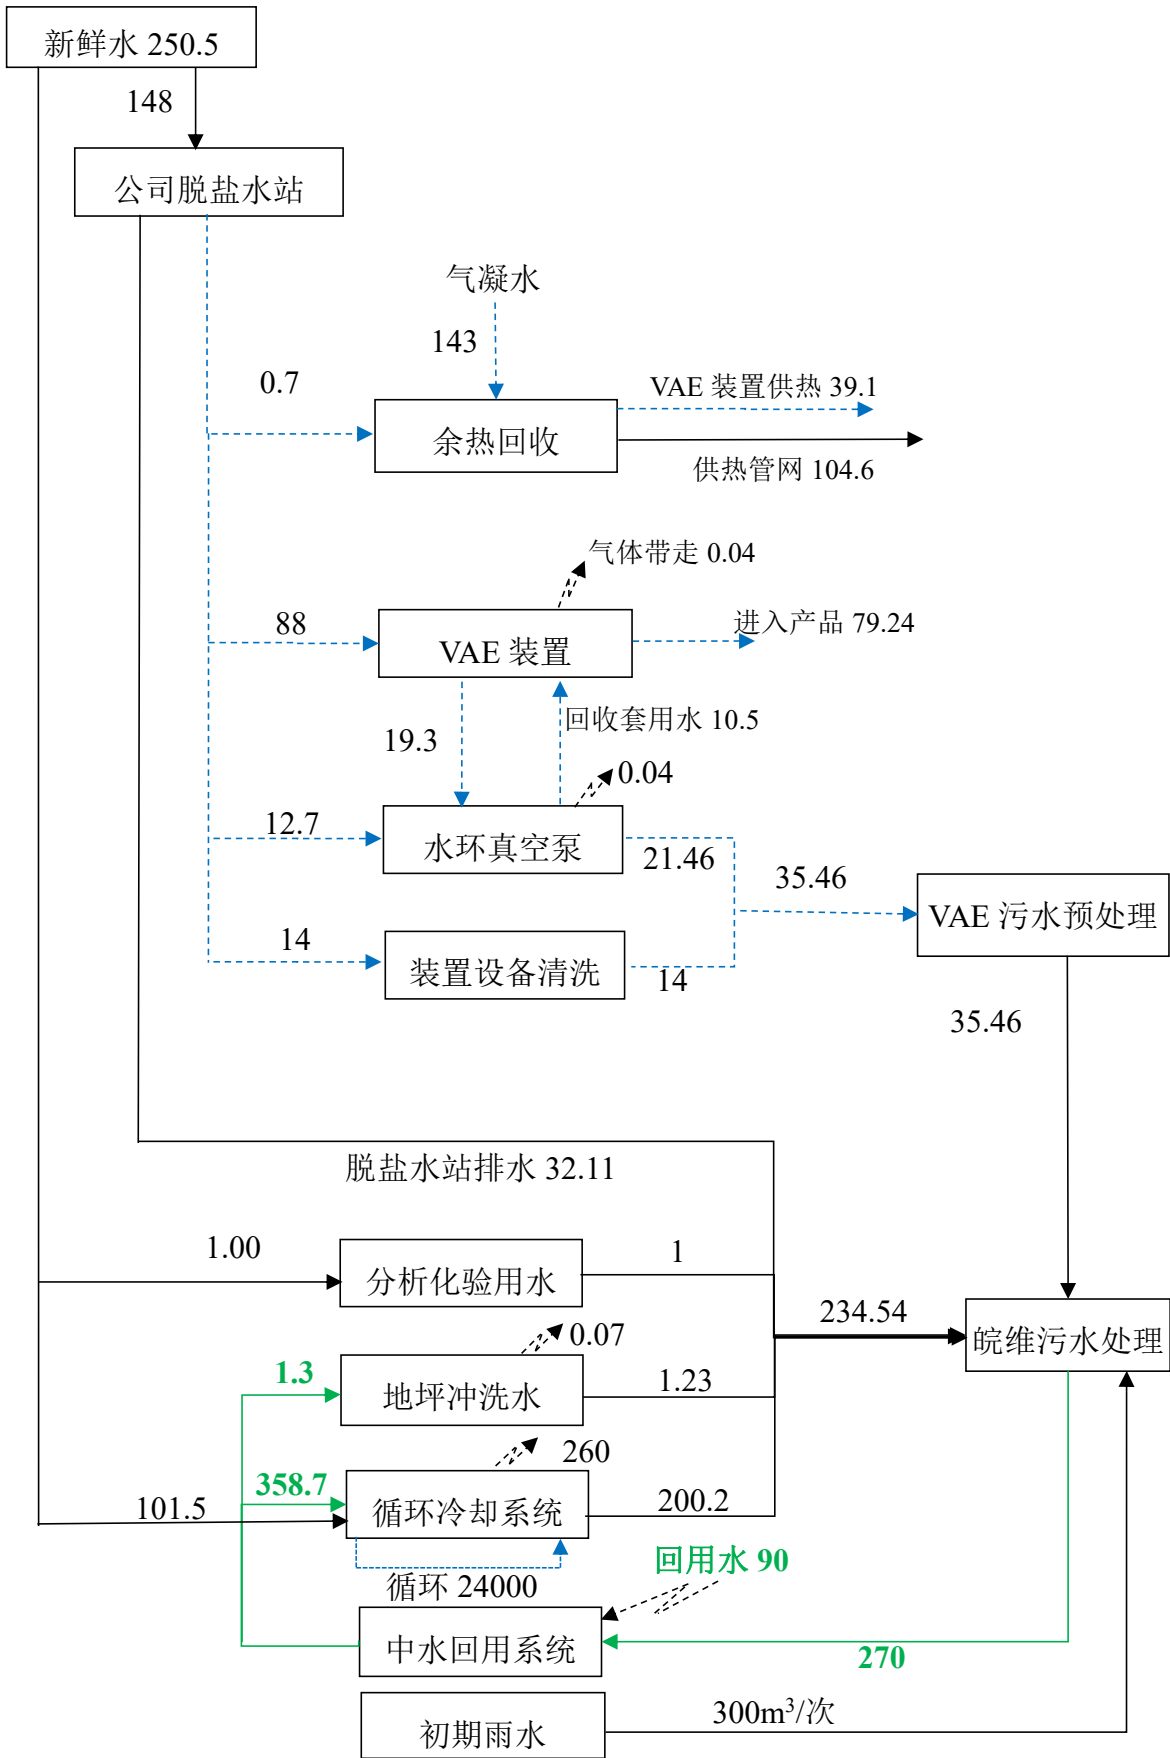 新鲜水 250.5
148
公司脱盐水站
气凝水
143
0.7
VAE 装置供热 39.1
余热回收
供热管网 104.6
气体带走 0.04
88
VAE 装置
进入产品 79.24
19.3
回收套用水 10.5
0.04
12.7
水环真空泵
21.46
35.46
VAE 污水预处理
14
装置设备清洗
14
35.46
脱盐水站排水 32.11
1.00
分析化验用水
1
234.54
皖维污水处理
0.07
1.3
地坪冲洗水
1.23
260
358.7
101.5
循环冷却系统
200.2
循环 24000
回用水 90
中水回用系统
270
初期雨水
300m³/次